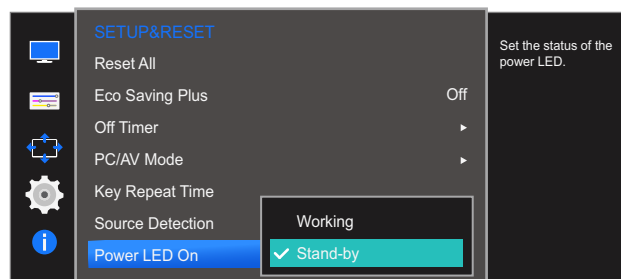 SETUP&RESET
Reset All
Eco Saving Plus Off
Off Timer
PC/AV Mode
Key Repeat Time
Source Detection
Power LED On
Working
Stand-by
Set the status of the
power LED.